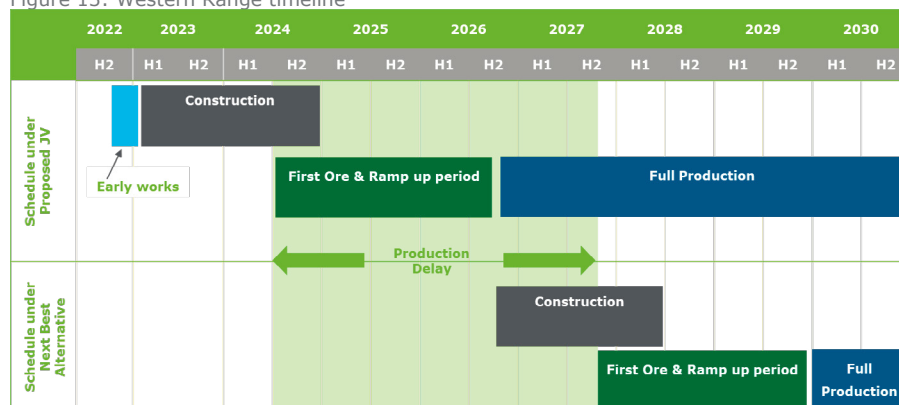 Figure 15: Western Range timeline
2022 2023 2024 2025 2026 2027 2028 2029 2030
H2 H1 H2 H1 H2 H1 H2 H1 H2 H1 H2 H1 H2 H1 H2 H1 H2
Schedule under
Proposed JV
Construction
Early works
First Ore & Ramp up period
Full Production
Production
Delay
Schedule under
Next Best
Alternative
Construction
First Ore & Ramp up period
Full
Production